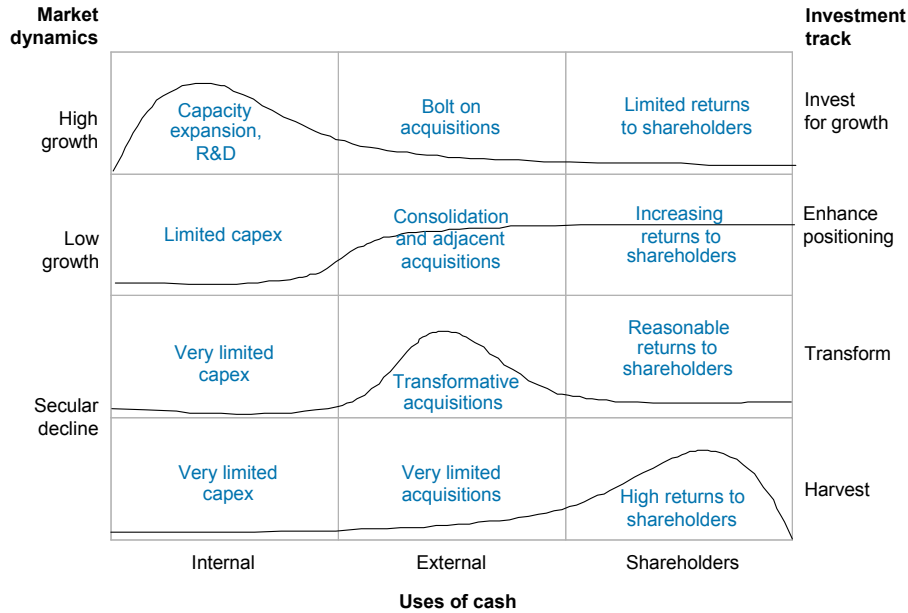 Market
dynamics
Investment
track
High
growth
Capacity
expansion,
R&D
Bolt on
acquisitions
Limited returns
to shareholders
Invest
for growth
Low
growth
Limited capex
Consolidation
and adjacent
acquisitions
Increasing
returns to
shareholders
Enhance
positioning
Secular
decline
Very limited
capex
Transformative
acquisitions
Reasonable
returns to
shareholders
Transform
Very limited
capex
Very limited
acquisitions
High returns to
shareholders
Harvest
Internal
External
Shareholders
Uses of cash